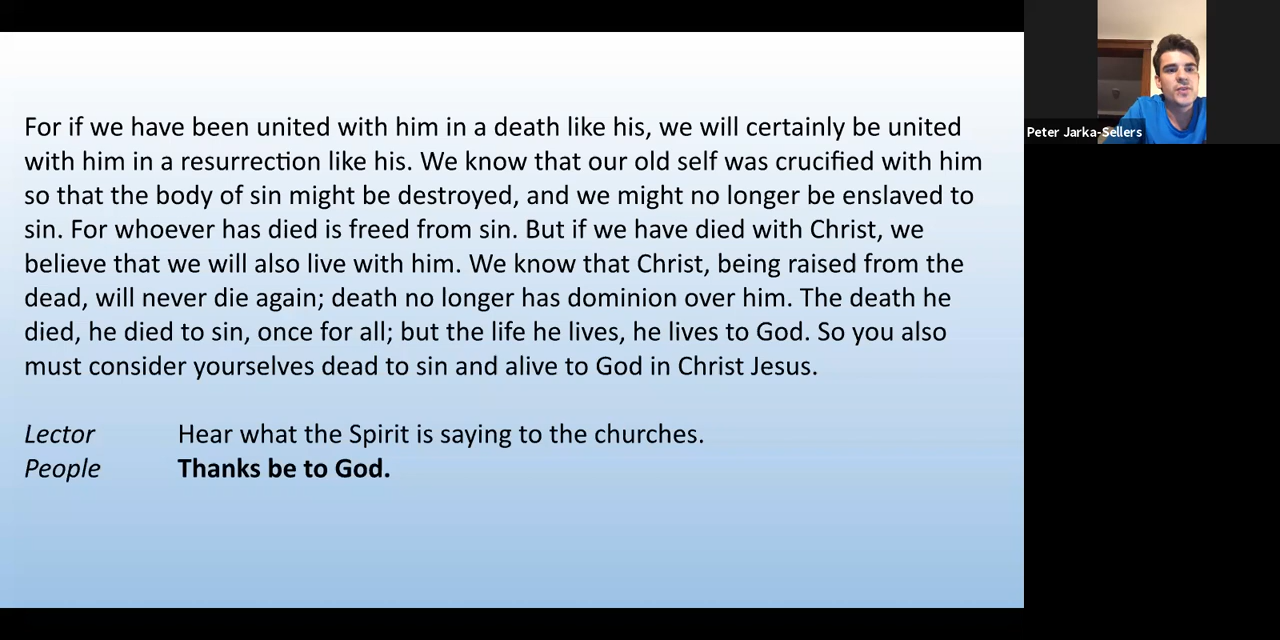 For if we have been united with him in a death like his, we will certainly be united
with him in a resurrection like his. We know that our old self was crucified with him
so that the body of sin might be destroyed, and we might no longer be enslaved to
sin. For whoever has died is freed from sin. But if we have died with Christ, we
believe that we will also live with him. We know that Christ, being raised from the
dead, will never die again; death no longer has dominion over him. The death he
died, he died to sin, once for all; but the life he lives, he lives to God. So you also
must consider yourselves dead to sin and alive to God in Christ Jesus.
Lector Hear what the Spirit is saying to the churches.
People Thanks be to God.
Peter Jarka-Sellers